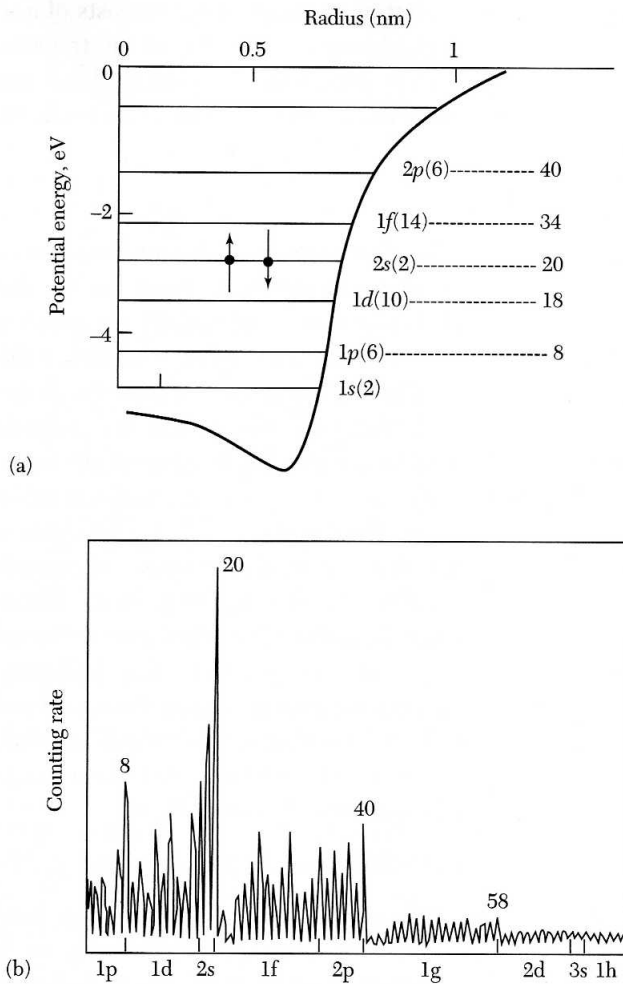 Radius (nm)
0 0.5 1
0
2p(6)----------- 40
−2
1f(14)----------- 34
2s(2)----------- 20
1d(10)----------- 18
−4
1p(6)----------- 8
1s(2)
Potential energy, eV
(a)
20
8
40
58
Counting rate
(b)
1p 1d 2s 1f 2p 1g 2d 3s 1h